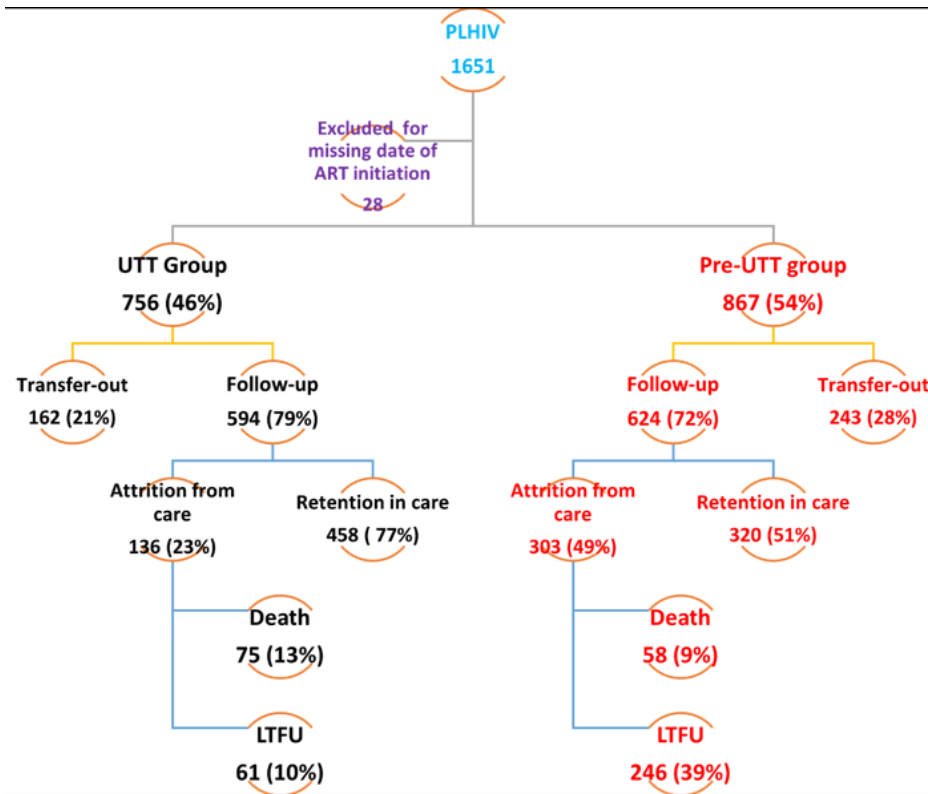 PLHIV
1651
Excluded for
missing date of
ART initiation
28
UTT Group
756 (46%)
Pre-UTT group
867 (54%)
Transfer-out
162 (21%)
Follow-up
594 (79%)
Follow-up
624 (72%)
Transfer-out
243 (28%)
Attrition from
care
136 (23%)
Retention in care
458 ( 77%)
Attrition from
care
303 (49%)
Retention in care
320 (51%)
Death
75 (13%)
Death
58 (9%)
LTFU
61 (10%)
LTFU
246 (39%)